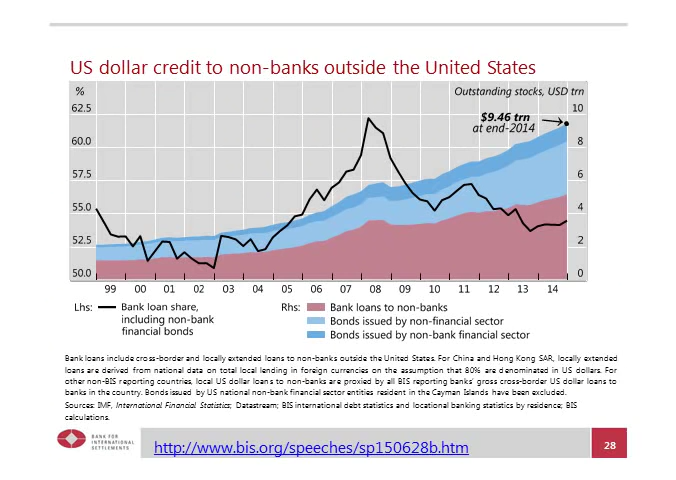 US dollar credit to non-banks outside the United States
% Outstanding stocks, USD trn
62.5 10
$9.46 trn
at end-2014
60.0 8
57.5 6
55.0 4
52.5 2
50.0 0
99 00 01 02 03 04 05 06 07 08 09 10 11 12 13 14
Lhs: Bank loan share, including non-bank financial bonds
Rhs: Bank loans to non-banks
Bonds issued by non-financial sector
Bonds issued by non-bank financial sector
Bank loans include cross-border and locally extended loans to non-banks outside the United States. For China and Hong Kong SAR, locally extended
loans are derived from national data on total local lending in foreign currencies on the assumption that 80% are denominated in US dollars. For
other non-BIS reporting countries, local US dollar loans to non-banks are proxied by all BIS reporting banks' gross cross-border US dollar loans to
banks in the country. Bonds issued by US national non-bank financial sector entities resident in the Cayman Islands have been excluded.
Sources: IMF, International Financial Statistics; Datastream; BIS international debt statistics and locational banking statistics by residence; BIS
calculations.
BANK FOR
INTERNATIONAL
SETTLEMENTS
http://www.bis.org/speeches/sp150628b.htm
28